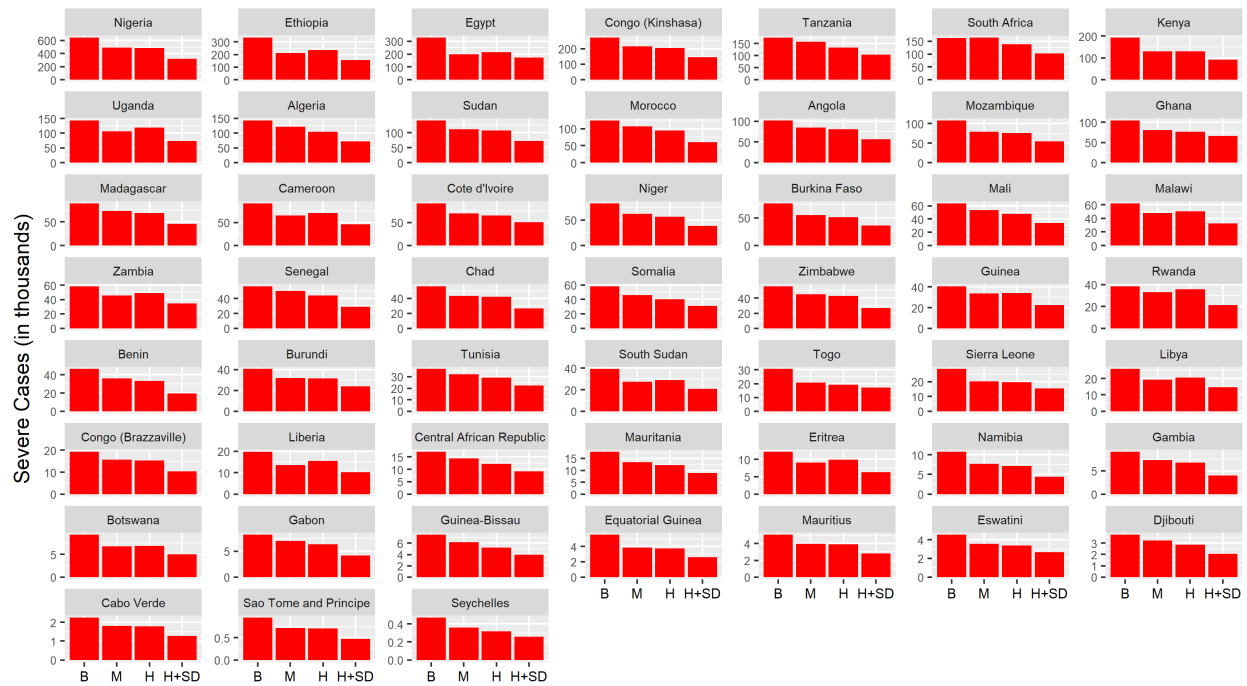 Severe Cases (in thousands)
Nigeria
600
400
200
0
Ethiopia
300
200
100
0
Egypt
300
200
100
0
Congo (Kinshasa)
200
100
0
Tanzania
150
100
50
0
South Africa
150
100
50
0
Kenya
200
100
0
Uganda
150
100
50
0
Algeria
100
50
0
Sudan
100
50
0
Morocco
100
50
0
Angola
100
50
0
Mozambique
100
50
0
Ghana
100
50
0
Madagascar
50
0
Cameroon
50
0
Cote d'Ivoire
50
0
Niger
50
0
Burkina Faso
50
0
Mali
60
40
20
0
Malawi
60
40
20
0
Zambia
60
40
20
0
Senegal
40
20
0
Chad
40
20
0
Somalia
40
20
0
Zimbabwe
40
20
0
Guinea
40
20
0
Rwanda
40
20
0
Benin
40
20
0
Burundi
40
20
0
Tunisia
30
20
10
0
South Sudan
40
20
0
Togo
30
20
10
0
Sierra Leone
20
10
0
Libya
20
10
0
Congo (Brazzaville)
20
10
0
Liberia
20
10
0
Central African Republic
15
10
5
0
Mauritania
15
10
5
0
Eritrea
10
5
0
Namibia
10
5
0
Gambia
5
0
Botswana
5
0
Gabon
5
0
Guinea-Bissau
6
4
2
0
Equatorial Guinea
4
2
0
B M H H+SD
Mauritius
4
2
0
B M H H+SD
Eswatini
4
2
0
B M H H+SD
Djibouti
3
2
1
0
B M H H+SD
Cabo Verde
2
1
0
B M H H+SD
Sao Tome and Principe
0.5
0.0
B M H H+SD
Seychelles
0.4
0.2
0.0
B M H H+SD